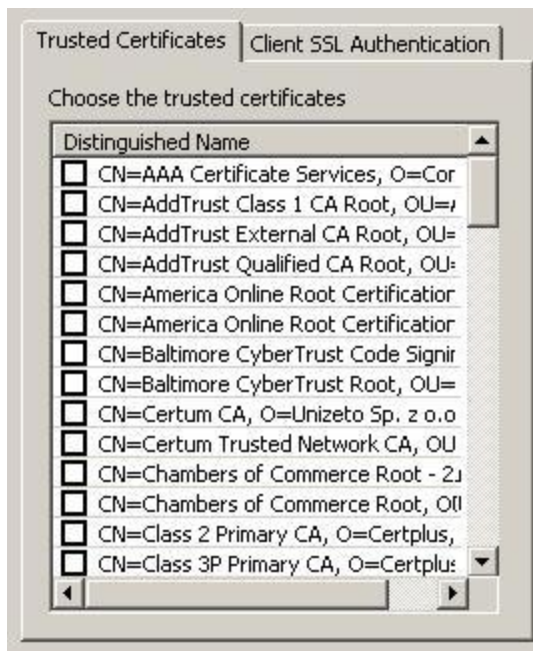 Trusted Certificates
Client SSL Authentication
Choose the trusted certificates
Distinguished Name
CN=AAA Certificate Services, O=Cor
CN=AddTrust Class 1 CA Root, OU=
CN=AddTrust External CA Root, OU=
CN=AddTrust Qualified CA Root, OU
CN=America Online Root Certification
CN=America Online Root Certification
CN=Baltimore CyberTrust Code Signin
CN=Baltimore CyberTrust Root, OU=
CN=Certum CA, O=Unizeto Sp. z o.o
CN=Certum Trusted Network CA, OU
CN=Chambers of Commerce Root - 2
CN=Chambers of Commerce Root, O
CN=Class 2 Primary CA, O=Certplus,
CN=Class 3P Primary CA, O=Certplus